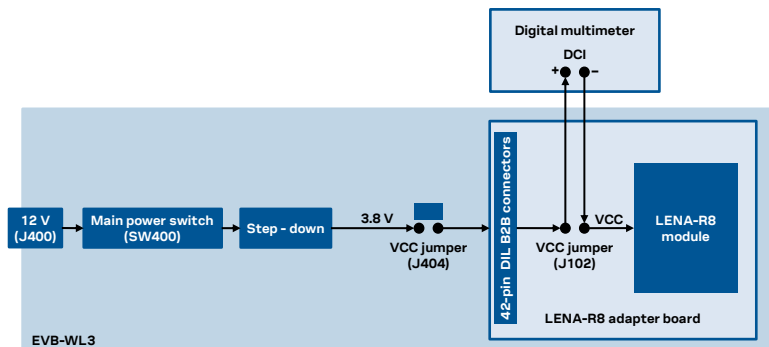 Digital multimeter
DCI
+ −
12 V
(J400)
Main power switch
(SW400)
Step - down
3.8 V
VCC jumper
(J404)
42-pin DIL B2B connectors
VCC jumper
(J102)
VCC
LENA-R8
module
LENA-R8 adapter board
EVB-WL3